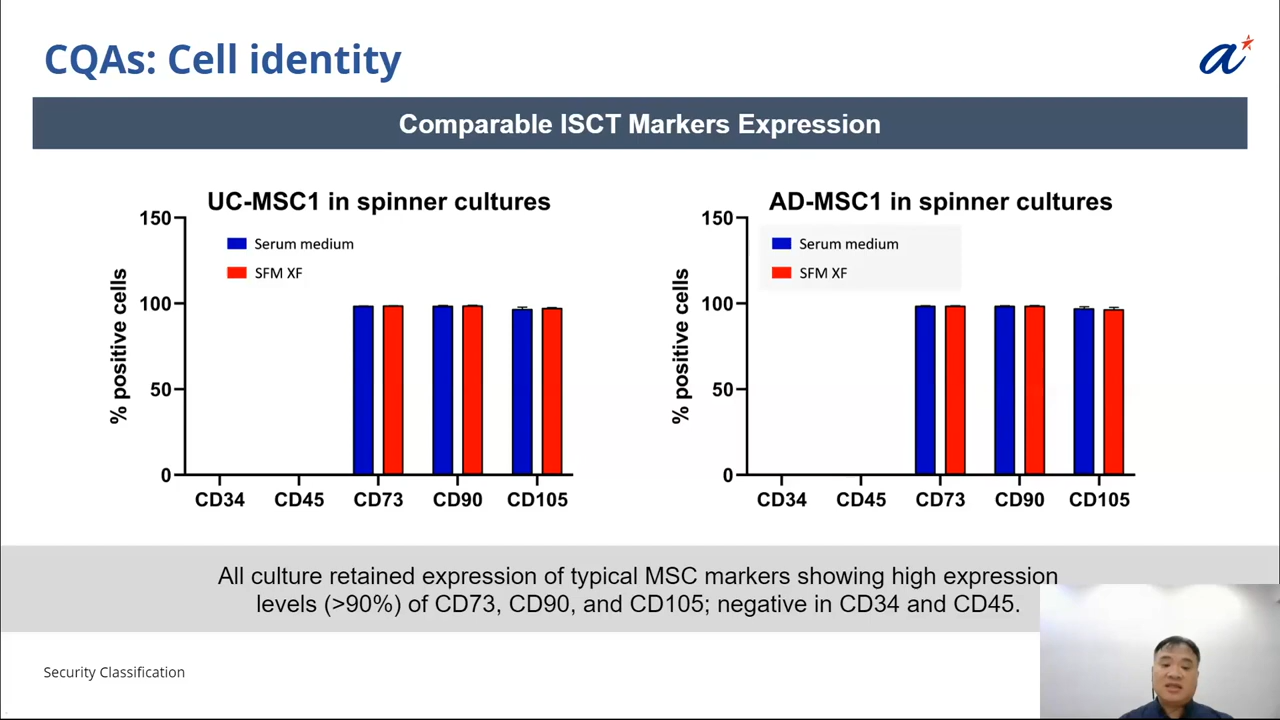 CQAs: Cell identity
a
Comparable ISCT Markers Expression
UC-MSC1 in spinner cultures
150
100
50
0
% positive cells
Serum medium
SFM XF
CD34 CD45 CD73 CD90 CD105
AD-MSC1 in spinner cultures
150
100
50
0
% positive cells
Serum medium
SFM XF
CD34 CD45 CD73 CD90 CD105
All culture retained expression of typical MSC markers showing high expression
levels (>90%) of CD73, CD90, and CD105; negative in CD34 and CD45.
Security Classification